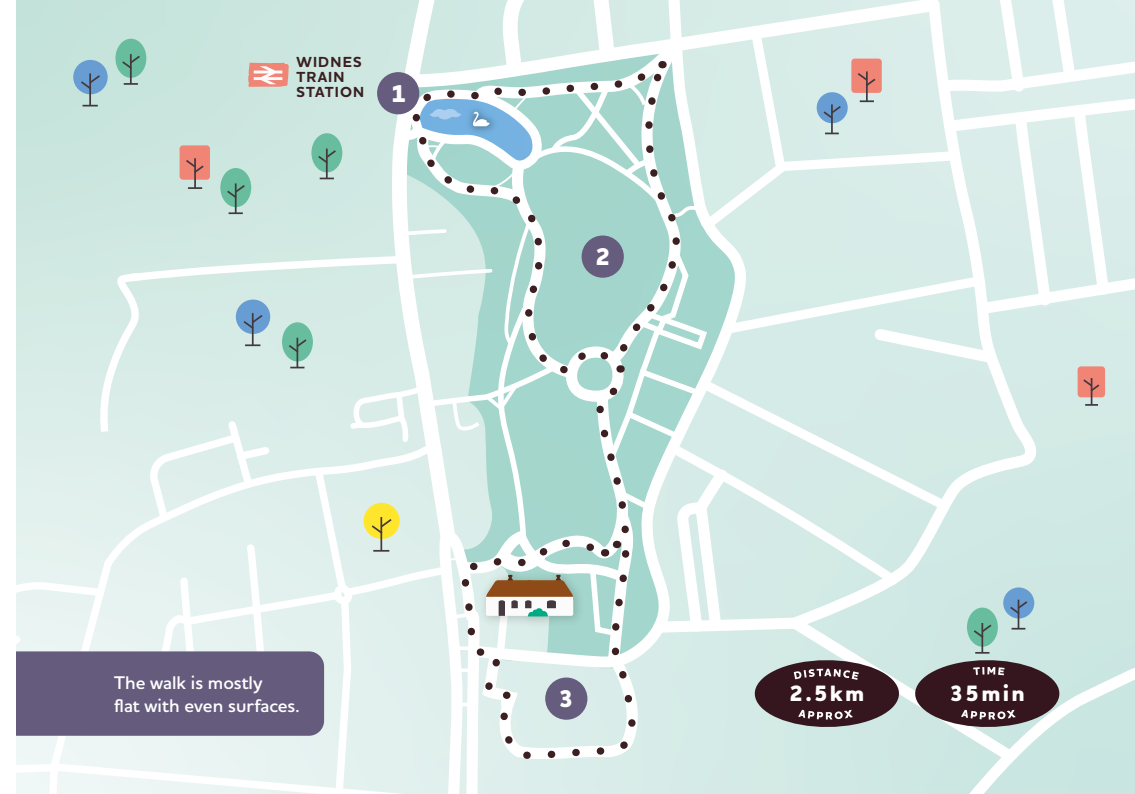 WIDNES
TRAIN
STATION
1
2
3
The walk is mostly
flat with even surfaces.
DISTANCE
2.5km
APPROX
TIME
35min
APPROX